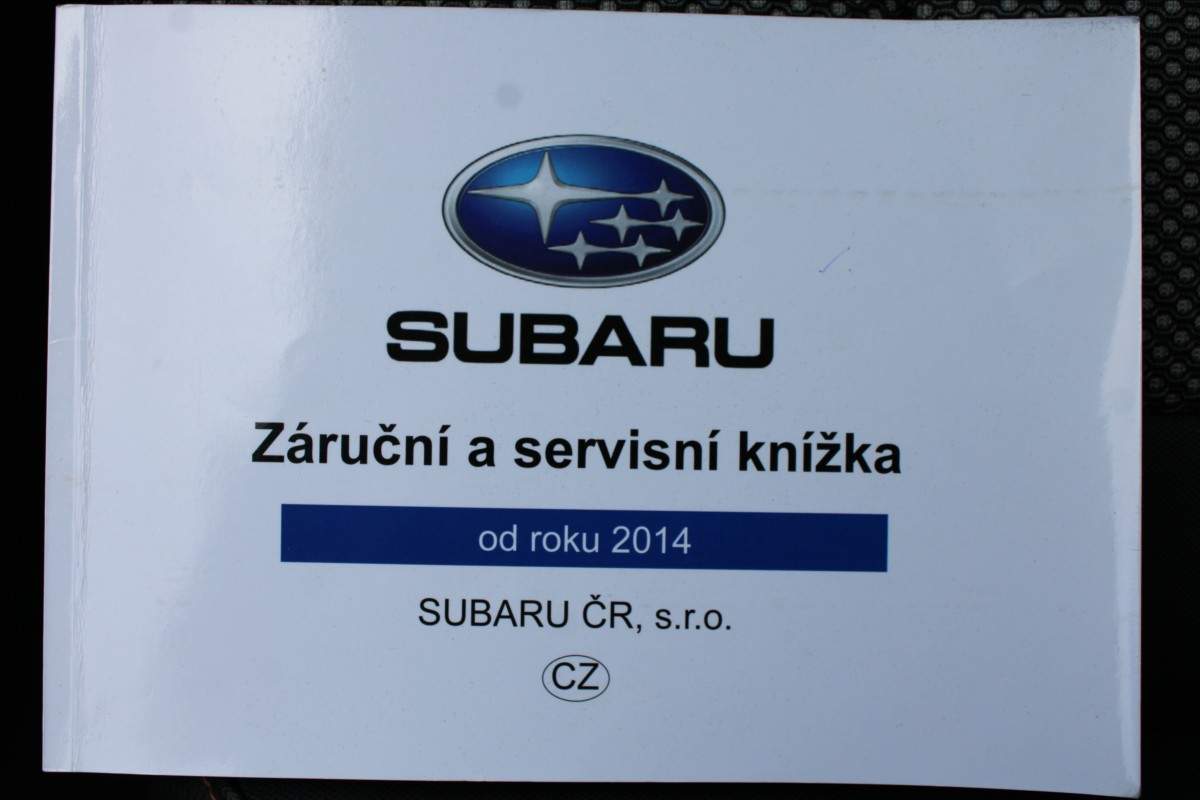 SUBARU
Záruční a servisní knížka
od roku 2014
SUBARU ČR, s.r.o.
CZ